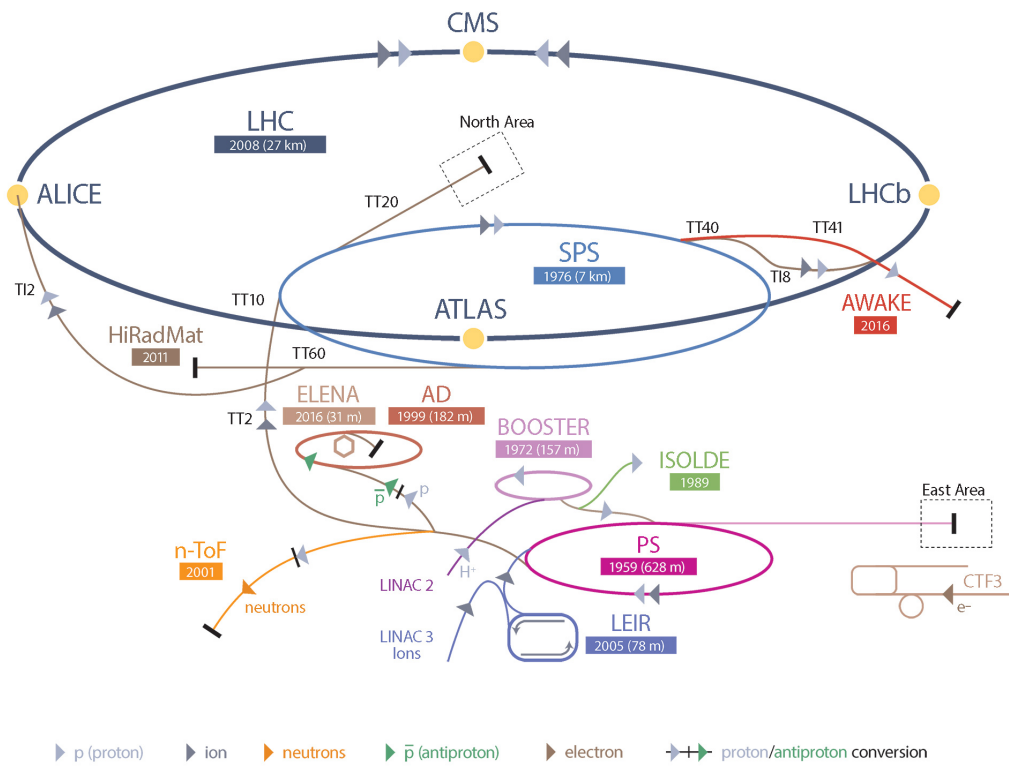 CMS
LHC
2008 (27 km)
North Area
ALICE
TT20
LHCb
TT40
TT41
SPS
1976 (7 km)
TI2
TT10
TI8
ATLAS
AWAKE
2016
HiRadMat
2011
TT60
ELENA
2016 (31 m)
AD
1999 (182 m)
TT2
BOOSTER
1972 (157 m)
ISOLDE
1989
p
p̅
East Area
n-ToF
2001
PS
1959 (628 m)
H⁺
LINAC 2
neutrons
CTF3
e–
LEIR
2005 (78 m)
LINAC 3
Ions
p (proton)
ion
neutrons
p̅ (antiproton)
electron
proton/antiproton conversion